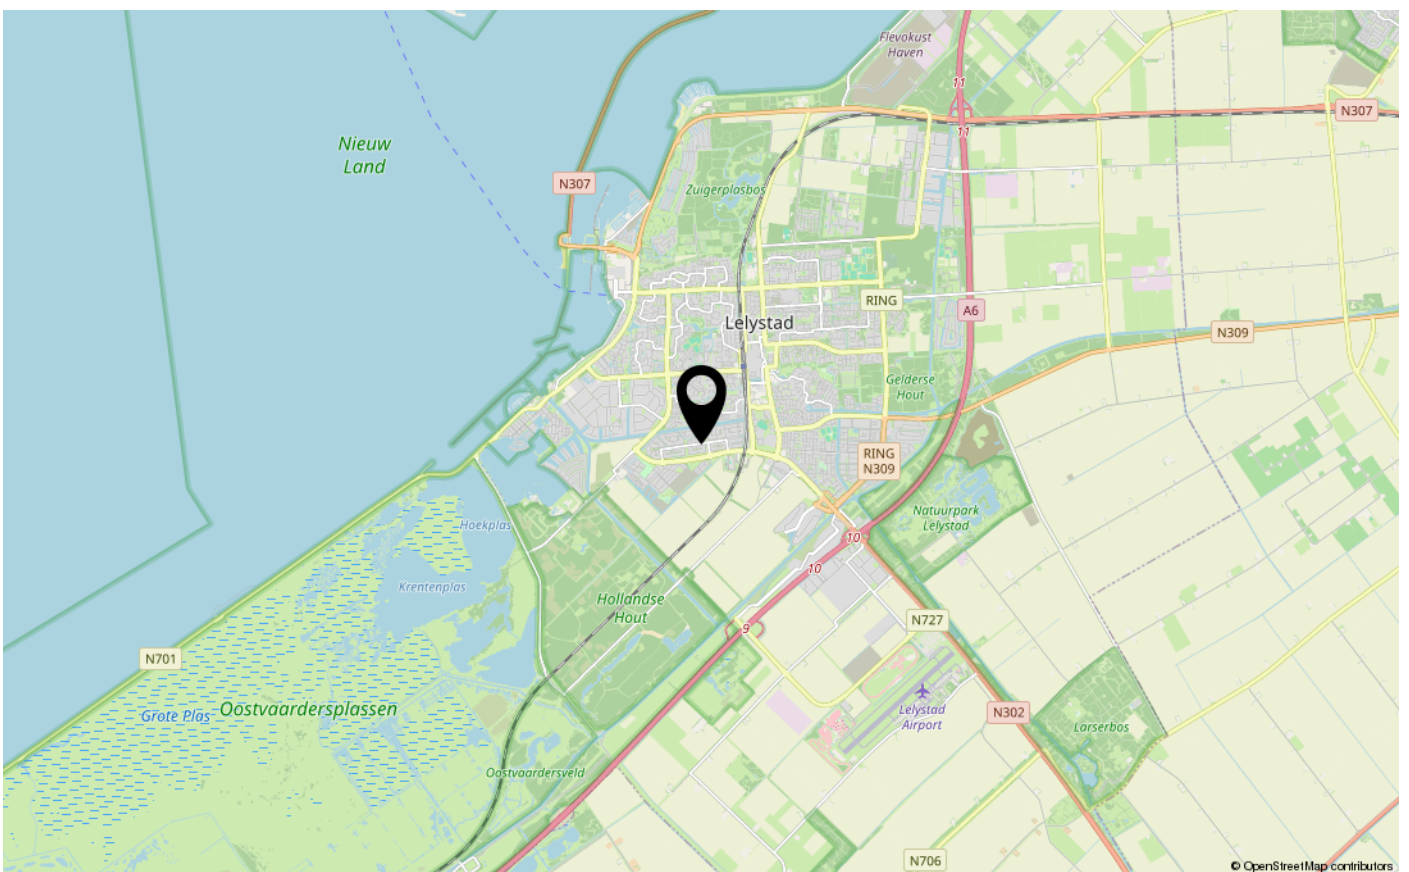 Flevokust
Haven
11
N307
11
Nieuw
Land
N307
Zuigerplasbos
RING
A6
Lelystad
N309
Gelderse
Hout
RING
N309
Natuurpark
Lelystad
Hoekplas
10
10
Krentenplas
Hollandse
Hout
N727
9
N701
Oostvaardersplassen
Grote Plas
Lelystad
Airport
N302
Larserbos
Oostvaardersveld
N706
© OpenStreetMap contributors